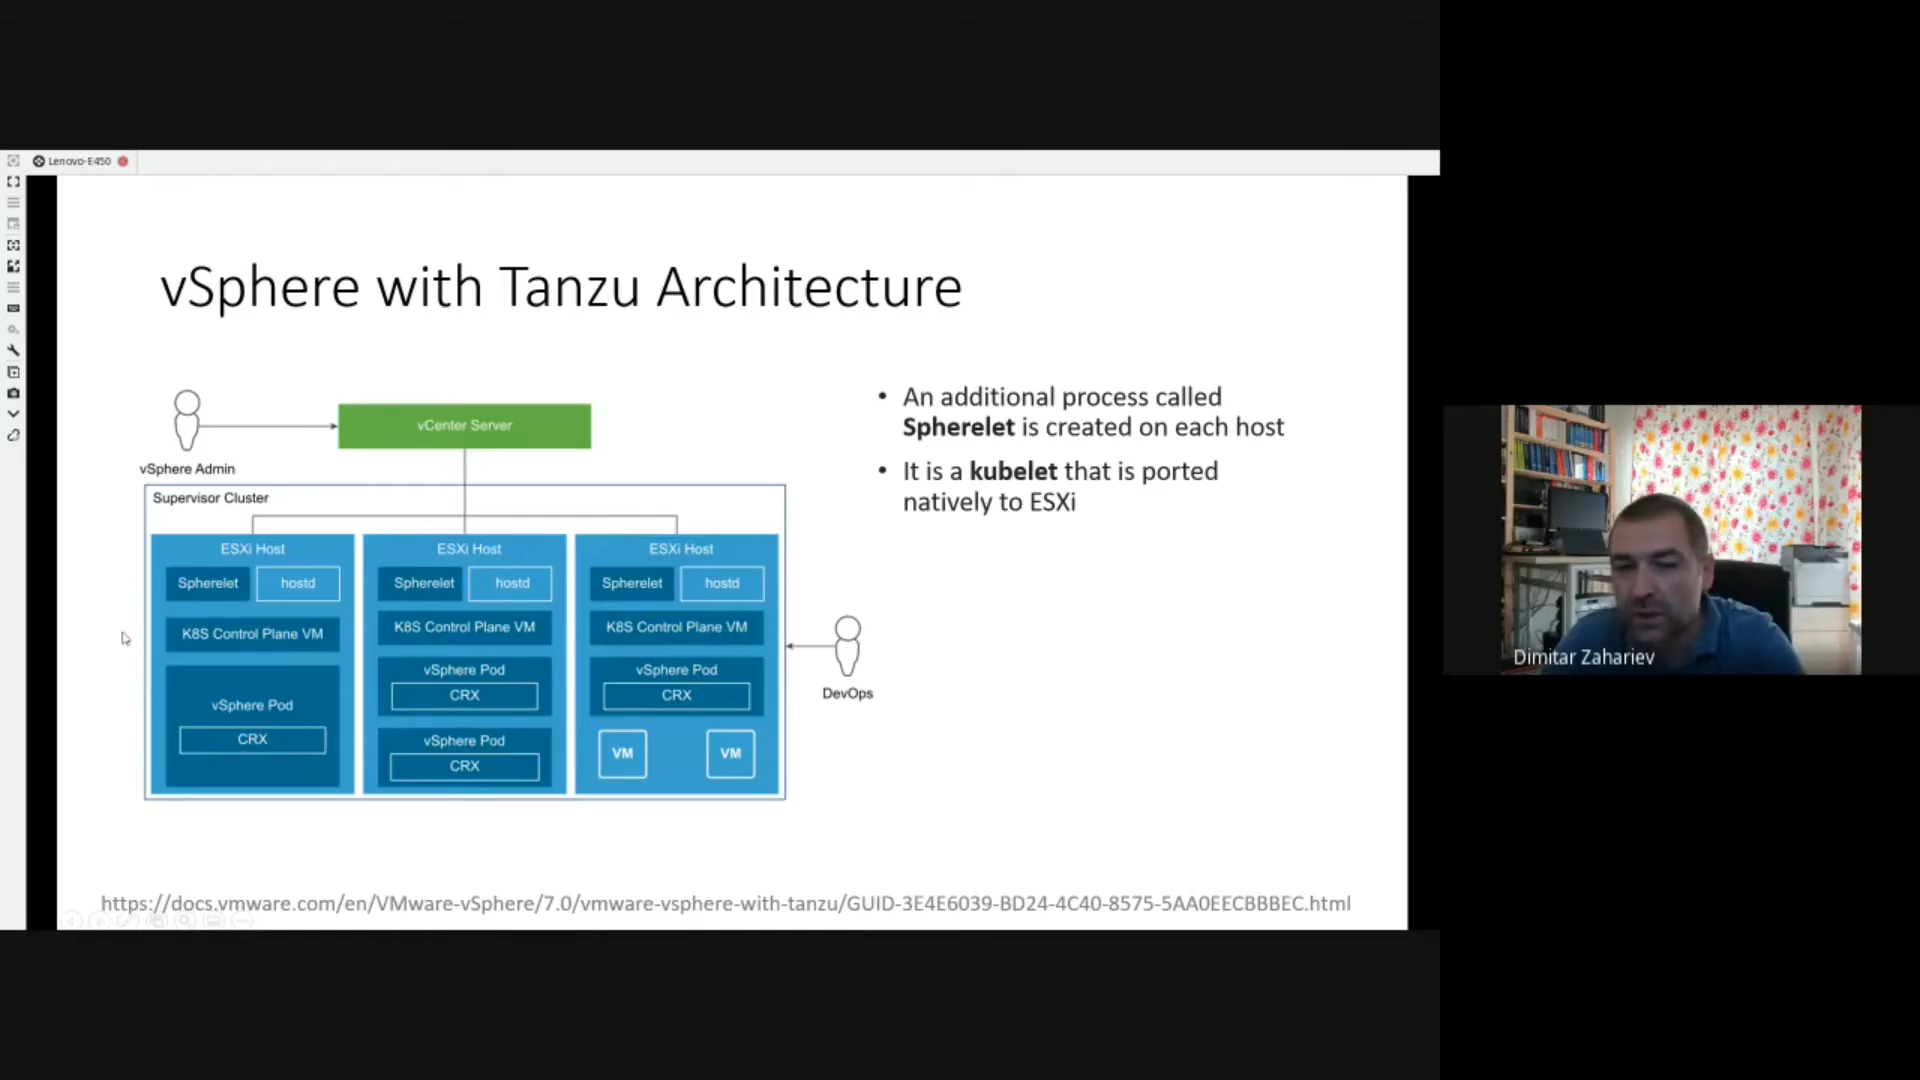 Lenovo-E450
vSphere with Tanzu Architecture
vSphere Admin
vCenter Server
Supervisor Cluster
ESXi Host
Spherelet
hostd
K8S Control Plane VM
vSphere Pod
CRX
ESXi Host
Spherelet
hostd
K8S Control Plane VM
vSphere Pod
CRX
vSphere Pod
CRX
ESXi Host
Spherelet
hostd
K8S Control Plane VM
vSphere Pod
CRX
VM
VM
DevOps
• An additional process called
Spherelet is created on each host
• It is a kubelet that is ported
natively to ESXi
https://docs.vmware.com/en/VMware-vSphere/7.0/vmware-vsphere-with-tanzu/GUID-3E4E6039-BD24-4C40-8575-5AA0EECBBBEC.html
Dimitar Zahariev